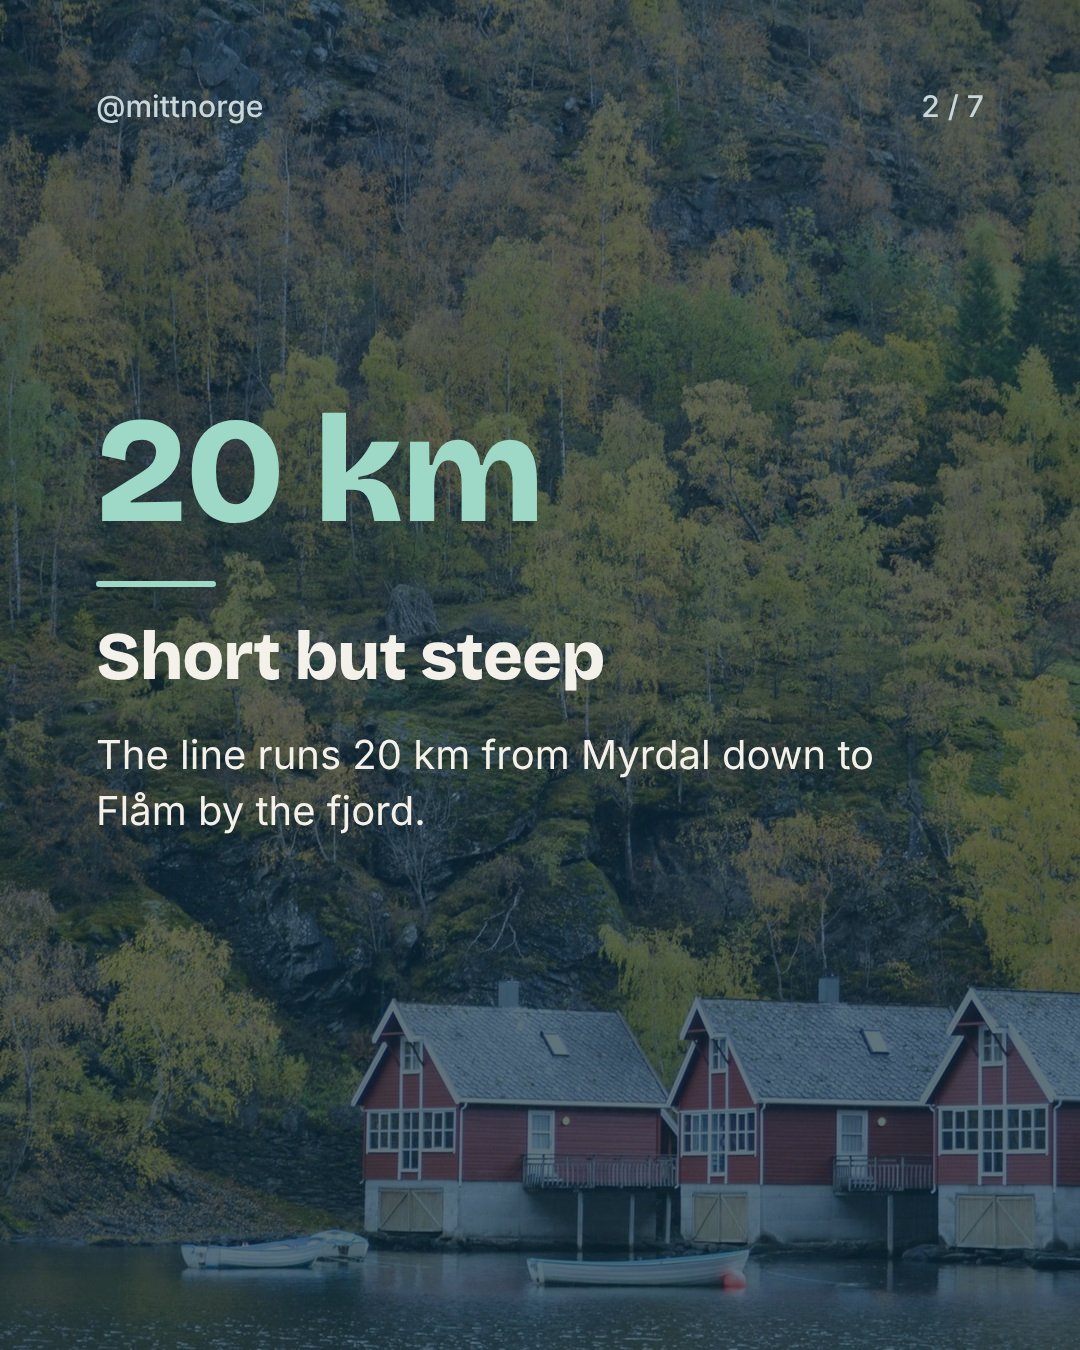 @mittnorge
2 / 7
20 km
Short but steep
The line runs 20 km from Myrdal down to
Flåm by the fjord.